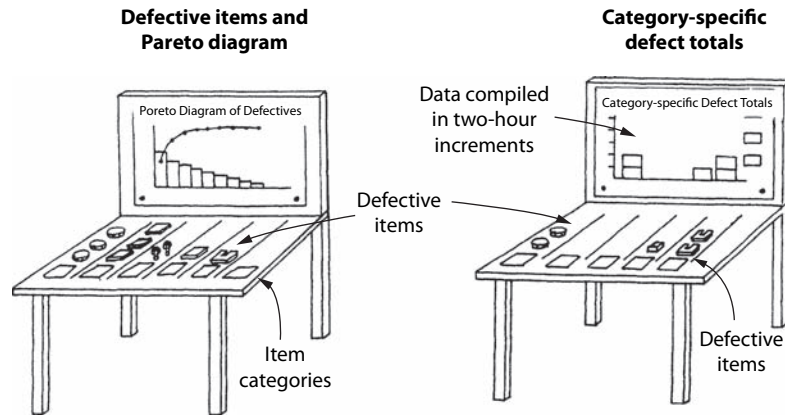 Defective items and
Pareto diagram
Category-specific
defect totals
Poreto Diagram of Defectives
Data compiled
in two-hour
increments
Category-specific Defect Totals
Defective
items
Item
categories
Defective
items